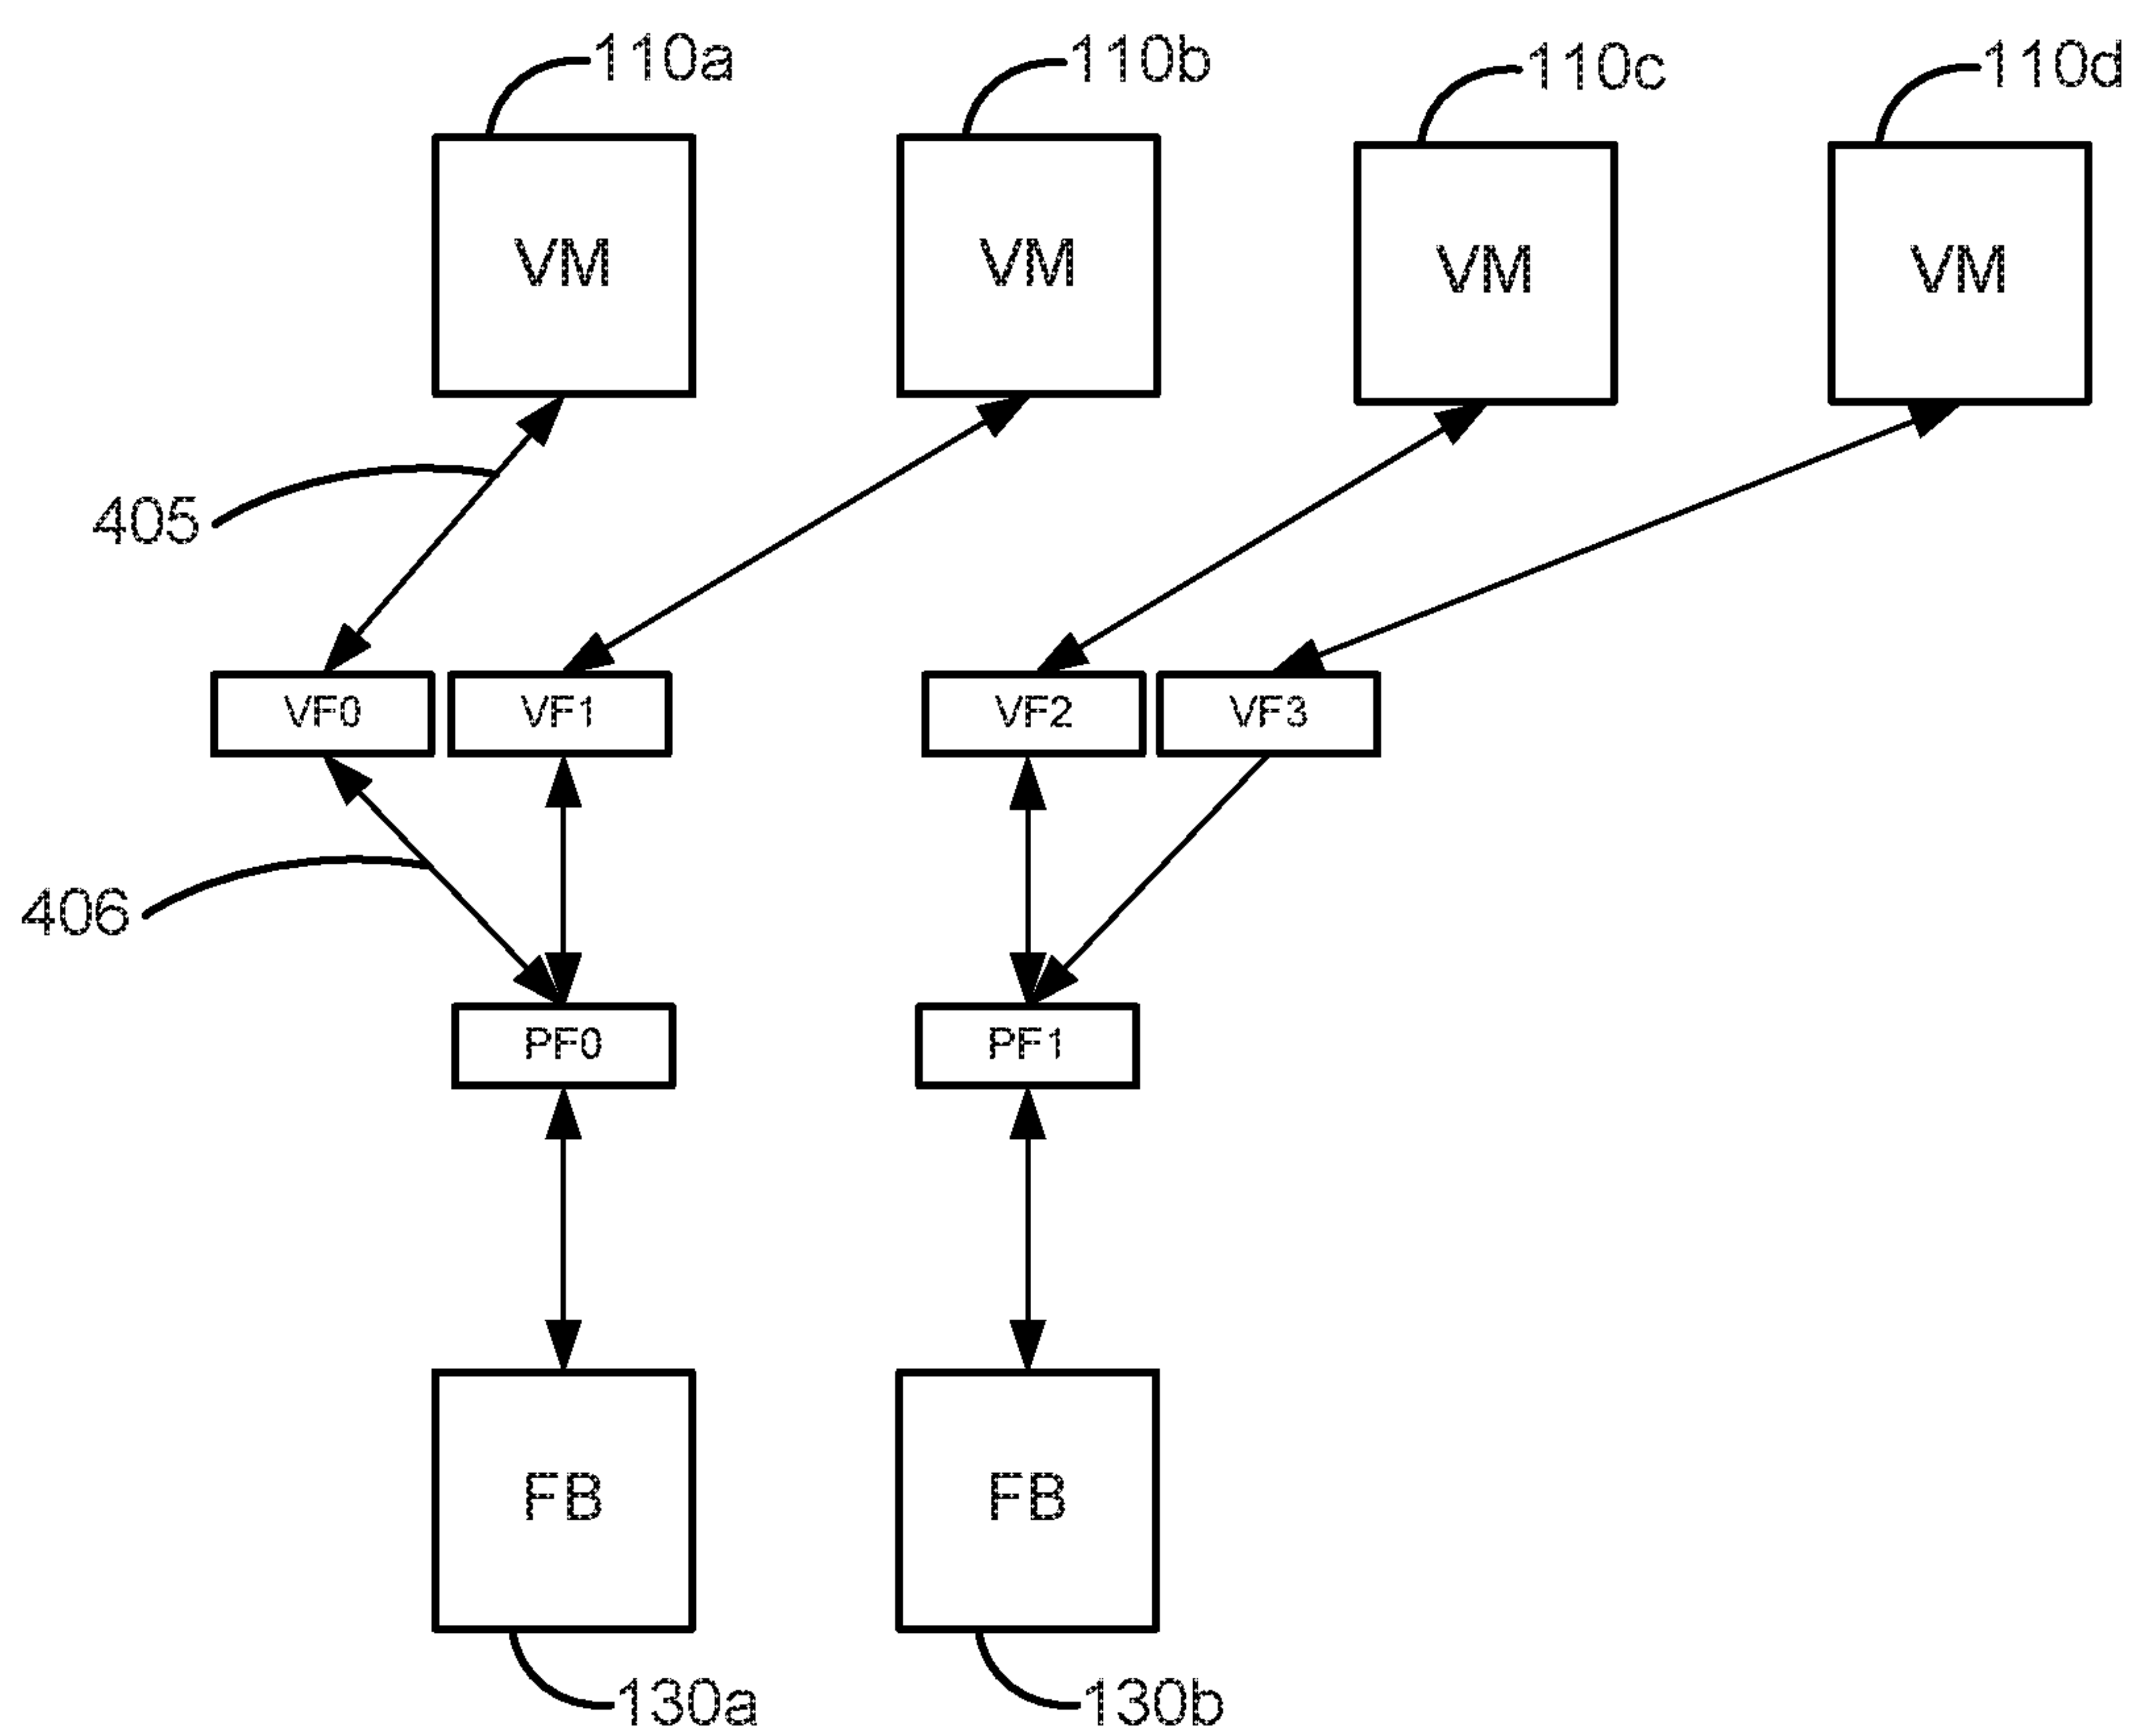 110a 110b 110c 110d
VM VM VM VM
405
VF0 VF1 VF2 VF3
406
PF0 PF1
FB FB
130a 130b